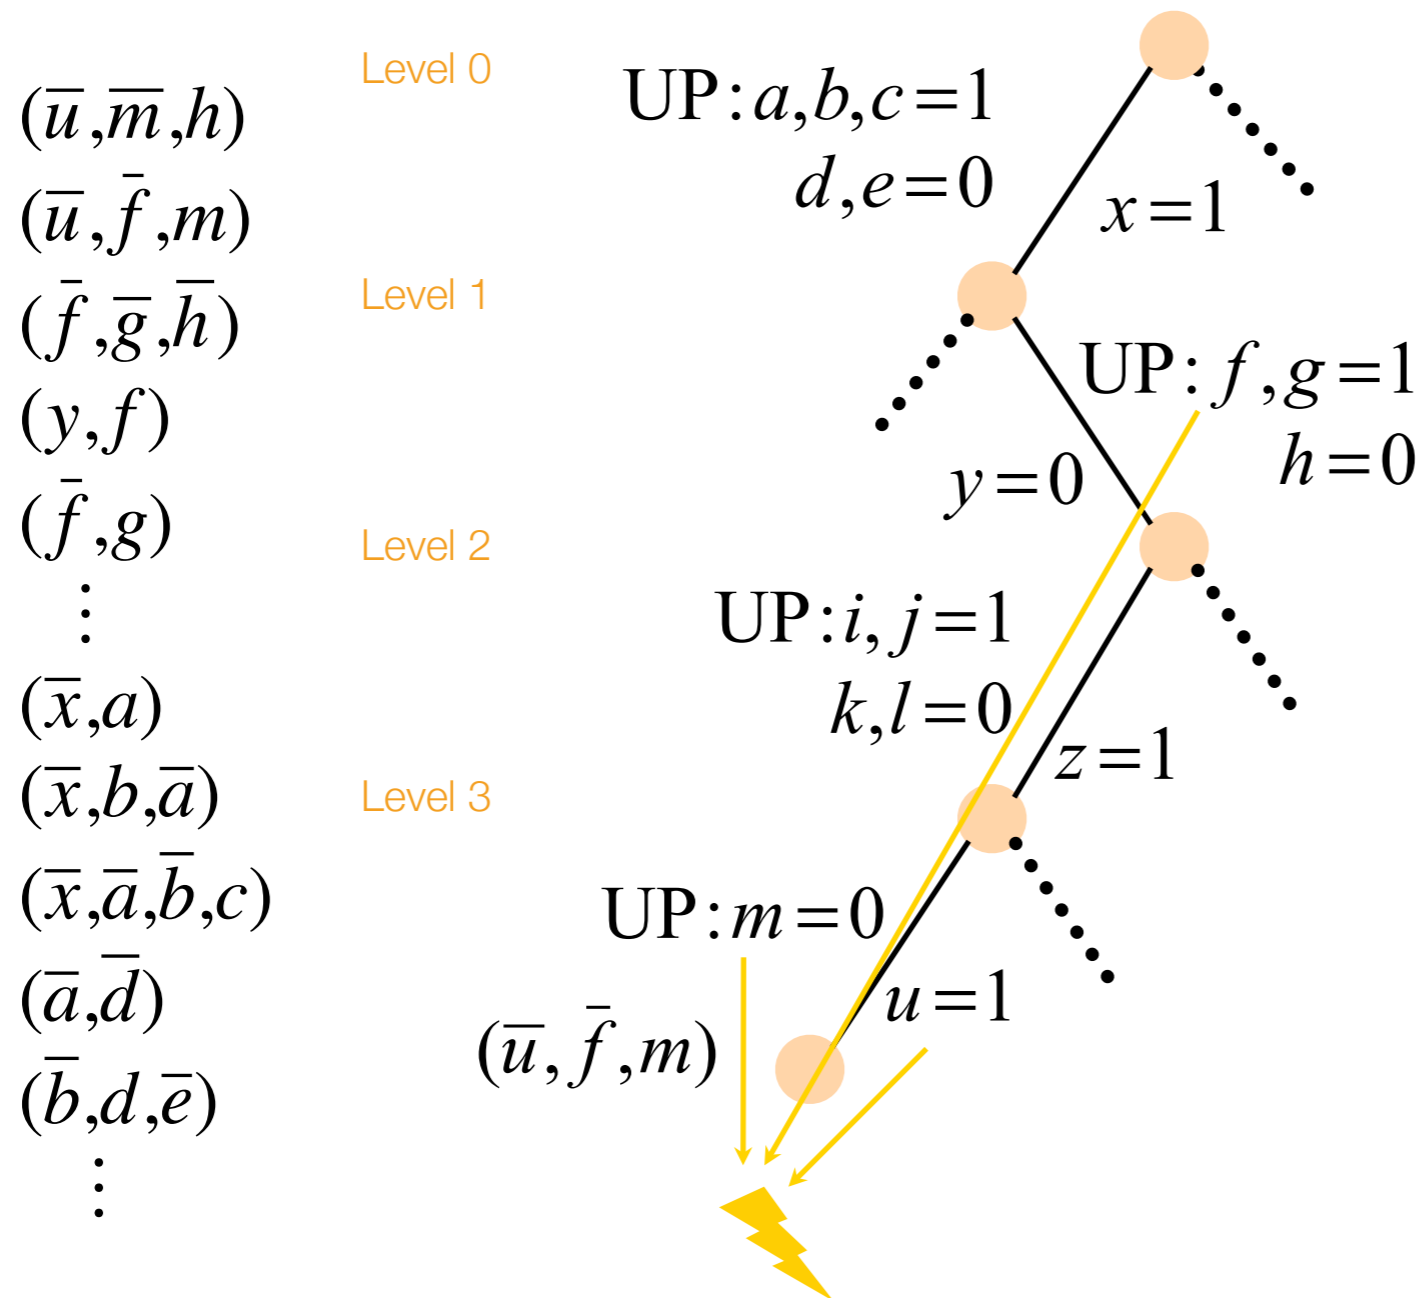 (u̅,m̅,h)
(u̅,f̄,m)
(f̄,g̅,h̅)
(y,f)
(f̄,g)
⋮
(x̅,a)
(x̅,b,a̅)
(x̅,a̅,b̅,c)
(a̅,d̅)
(b̅,d,e̅)
⋮
Level 0
Level 1
Level 2
Level 3
UP:a,b,c=1
d,e=0
x=1
UP:f,g=1
h=0
y=0
UP:i,j=1
k,l=0
z=1
UP:m=0
u=1
(u̅,f̄,m)